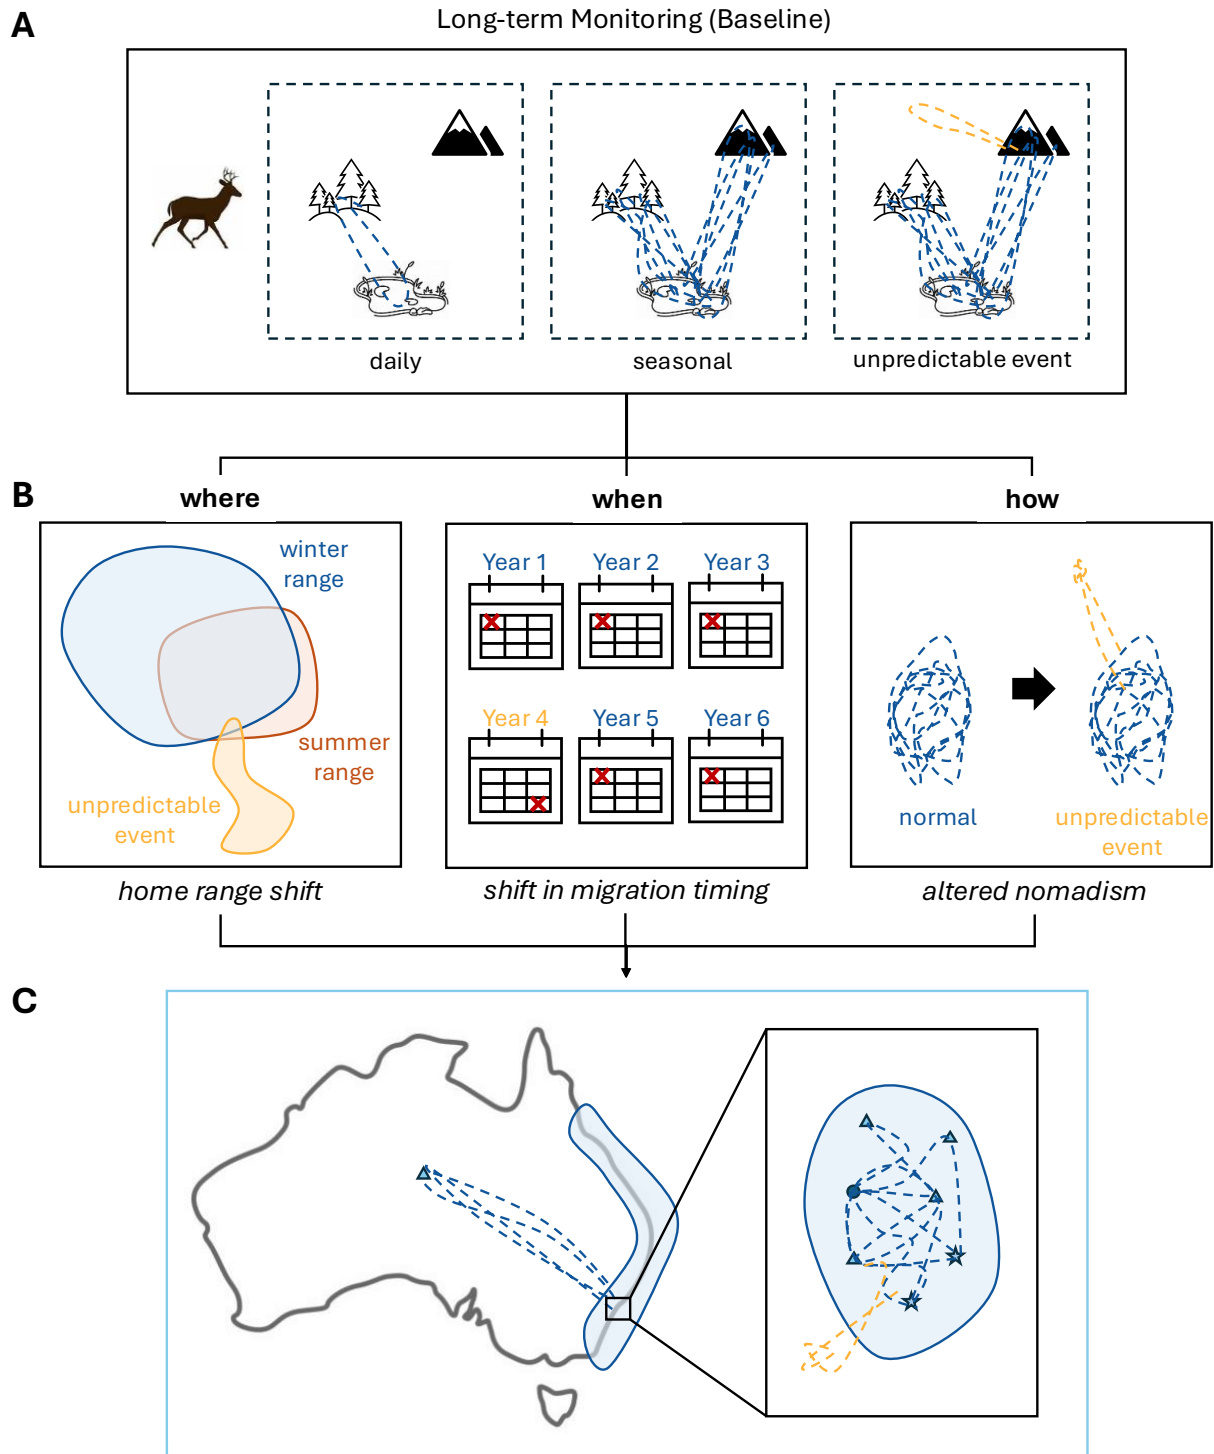 A
Long-term Monitoring (Baseline)
daily
seasonal
unpredictable event
B
where
when
how
winter
range
summer
range
unpredictable
event
Year 1
Year 2
Year 3
Year 4
Year 5
Year 6
normal
unpredictable
event
home range shift
shift in migration timing
altered nomadism
C